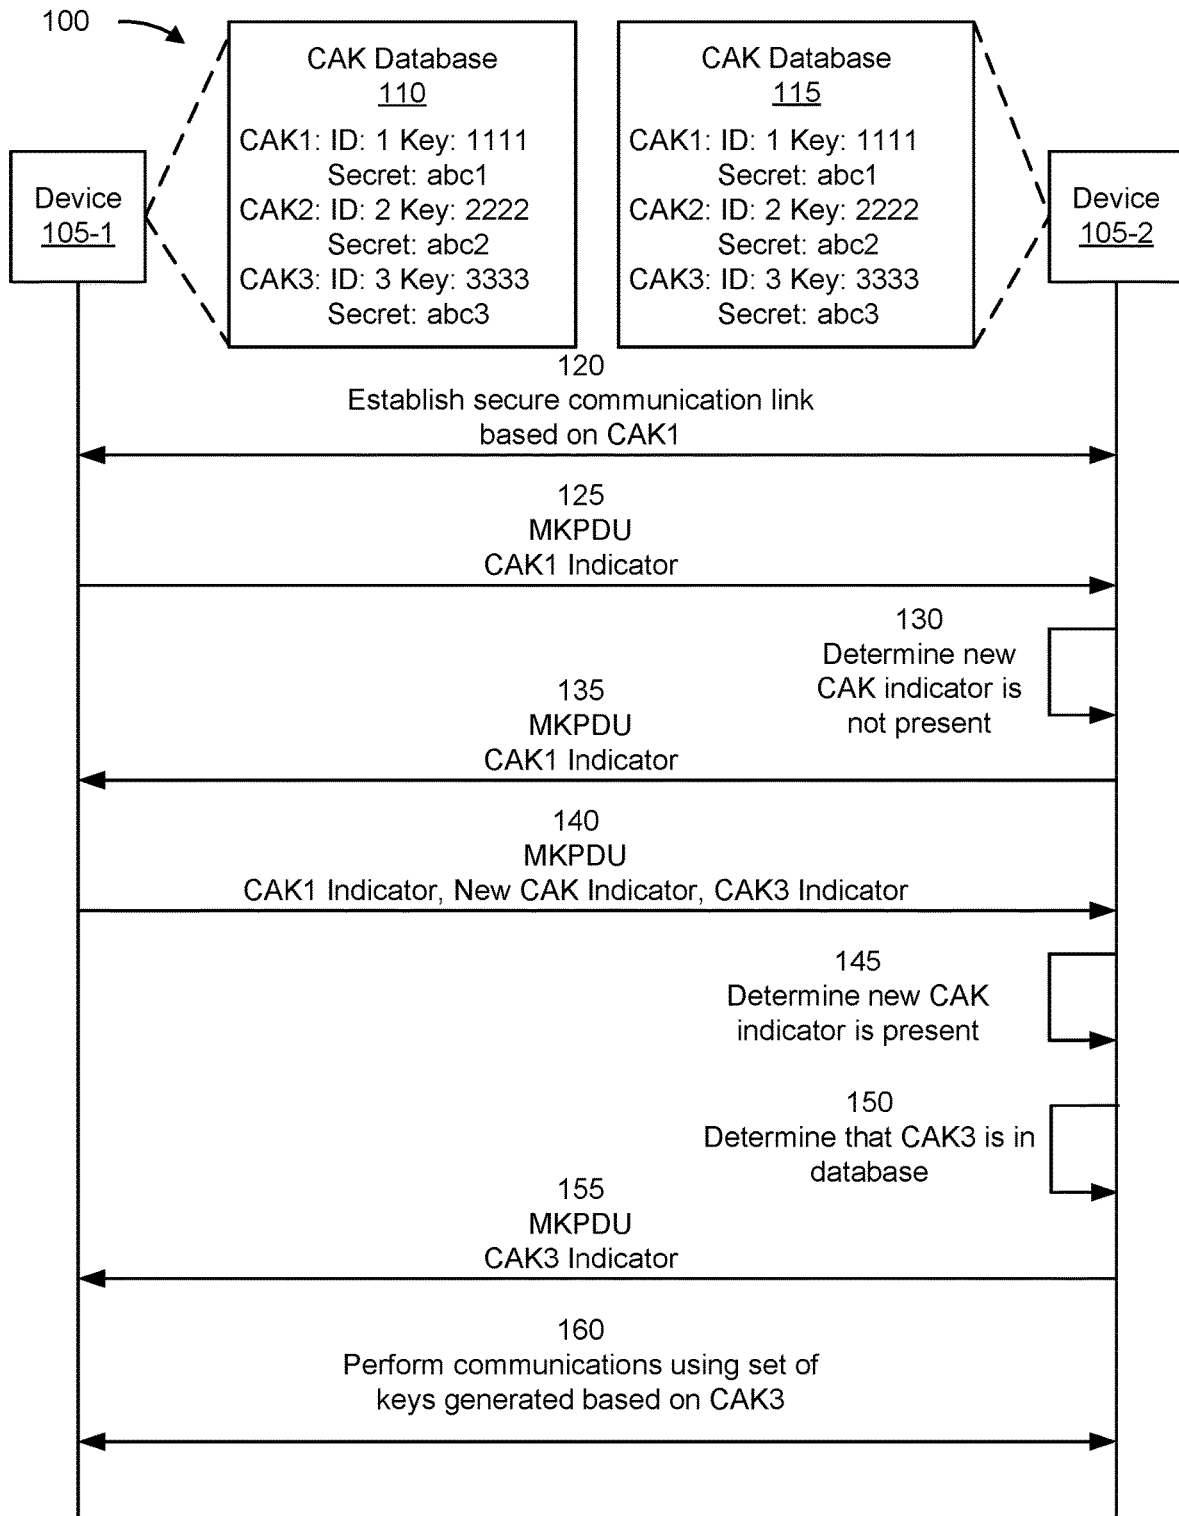 100
CAK Database
110
CAK1: ID: 1 Key: 1111
Secret: abc1
CAK2: ID: 2 Key: 2222
Secret: abc2
CAK3: ID: 3 Key: 3333
Secret: abc3
CAK Database
115
CAK1: ID: 1 Key: 1111
Secret: abc1
CAK2: ID: 2 Key: 2222
Secret: abc2
CAK3: ID: 3 Key: 3333
Secret: abc3
Device
105-1
Device
105-2
120
Establish secure communication link
based on CAK1
125
MKPDU
CAK1 Indicator
130
Determine new
CAK indicator is
not present
135
MKPDU
CAK1 Indicator
140
MKPDU
CAK1 Indicator, New CAK Indicator, CAK3 Indicator
145
Determine new CAK
indicator is present
150
Determine that CAK3 is in
database
155
MKPDU
CAK3 Indicator
160
Perform communications using set of
keys generated based on CAK3